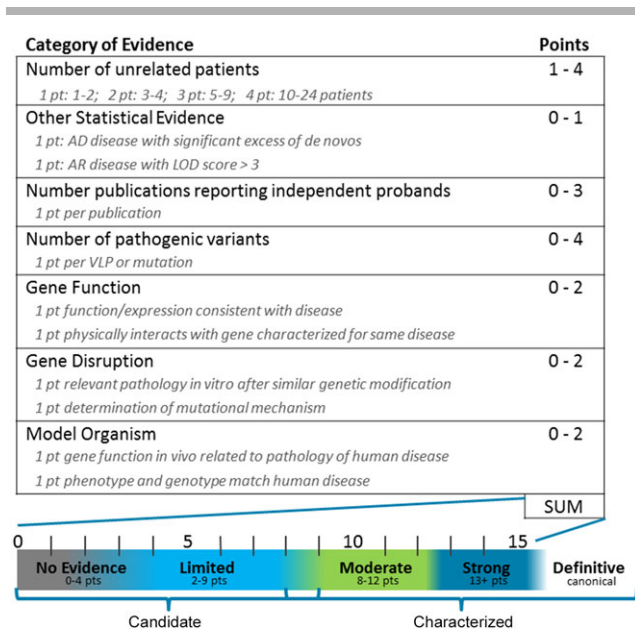 Category of Evidence Points
Number of unrelated patients 1 - 4
1 pt: 1-2; 2 pt: 3-4; 3 pt: 5-9; 4 pt: 10-24 patients
Other Statistical Evidence 0 - 1
1 pt: AD disease with significant excess of de novos
1 pt: AR disease with LOD score > 3
Number publications reporting independent probands 0 - 3
1 pt per publication
Number of pathogenic variants 0 - 4
1 pt per VLP or mutation
Gene Function 0 - 2
1 pt function/expression consistent with disease
1 pt physically interacts with gene characterized for same disease
Gene Disruption 0 - 2
1 pt relevant pathology in vitro after similar genetic modification
1 pt determination of mutational mechanism
Model Organism 0 - 2
1 pt gene function in vivo related to pathology of human disease
1 pt phenotype and genotype match human disease
SUM
0 5 10 15
No Evidence Limited Moderate Strong Definitive
0-4 pts 2-9 pts 8-12 pts 13+ pts canonical
Candidate Characterized